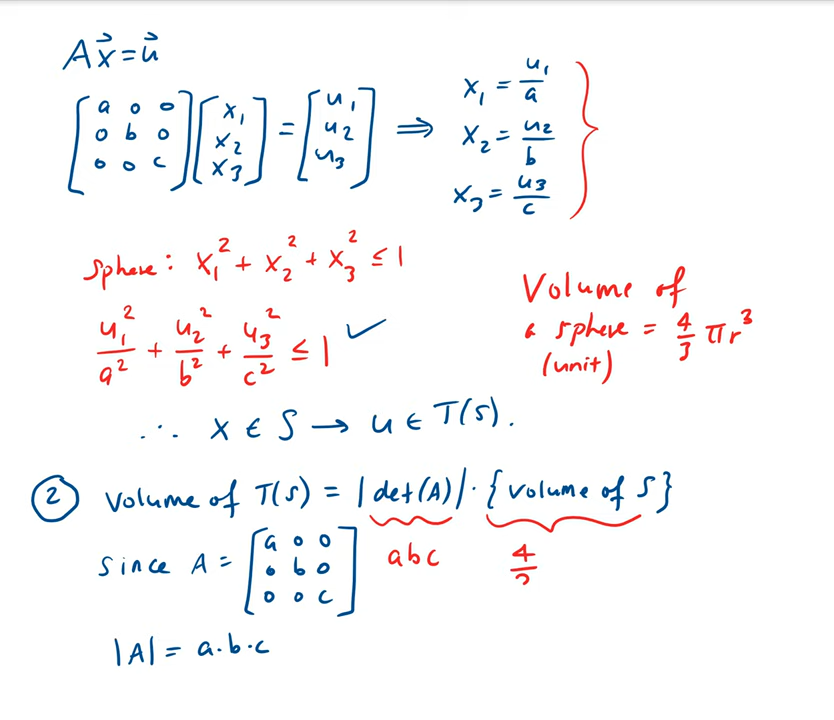 A x⃗ = u⃗
[a 0 0; 0 b 0; 0 0 c] [x₁; x₂; x₃] = [u₁; u₂; u₃] ⟹ x₁ = u₁/a
x₂ = u₂/b
x₃ = u₃/c }
Sphere: x₁² + x₂² + x₃² ≤ 1
u₁²/a² + u₂²/b² + u₃²/c² ≤ 1 ✓
Volume of
a sphere = 4/3 πr³
(unit)
∴ x ∈ S → u ∈ T(S).
② Volume of T(S) = |det(A)| · {volume of S}
since A = [a 0 0; 0 b 0; 0 0 c] abc 4/
|A| = a·b·c